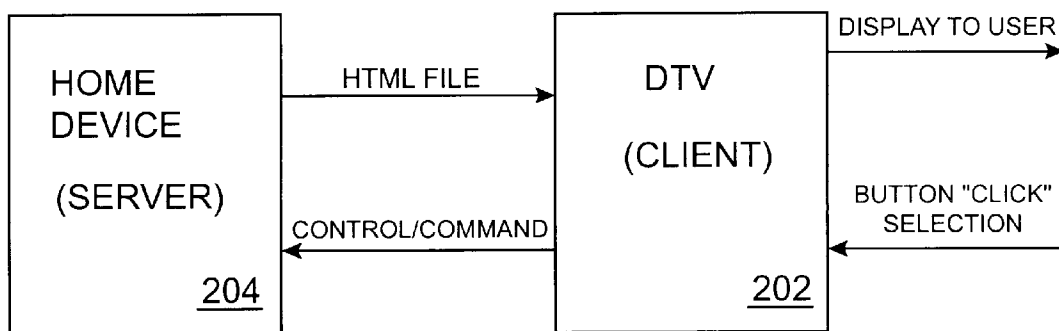 HOME
DEVICE
(SERVER)
204
HTML FILE
CONTROL/COMMAND
DTV
(CLIENT)
202
DISPLAY TO USER
BUTTON "CLICK"
SELECTION